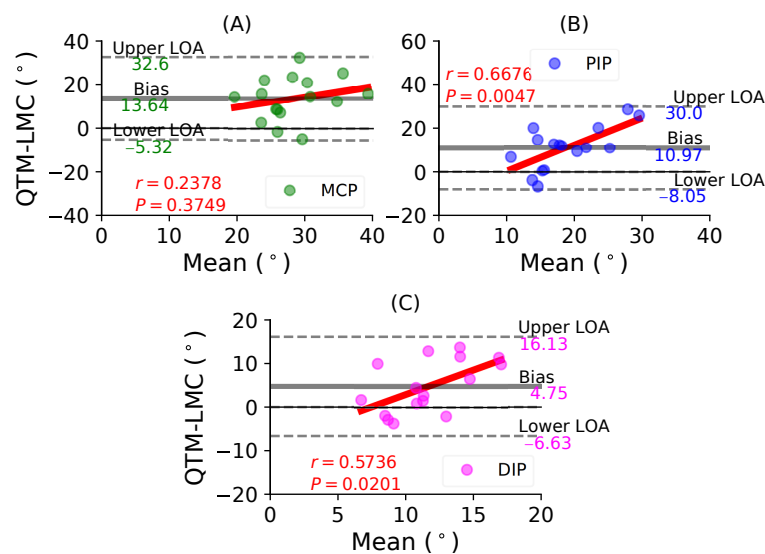 (A)
QTM-LMC (°)
40
20
0
−20
−40
Upper LOA
32.6
Bias
13.64
Lower LOA
−5.32
r = 0.2378
P = 0.3749
MCP
0
10
20
30
40
Mean (°)
(B)
60
40
20
0
−20
r = 0.6676
P = 0.0047
PIP
Upper LOA
30.0
Bias
10.97
Lower LOA
−8.05
0
10
20
30
40
Mean (°)
(C)
QTM-LMC (°)
20
10
0
−10
−20
Upper LOA
16.13
Bias
4.75
Lower LOA
−6.63
r = 0.5736
P = 0.0201
DIP
0
5
10
15
20
Mean (°)